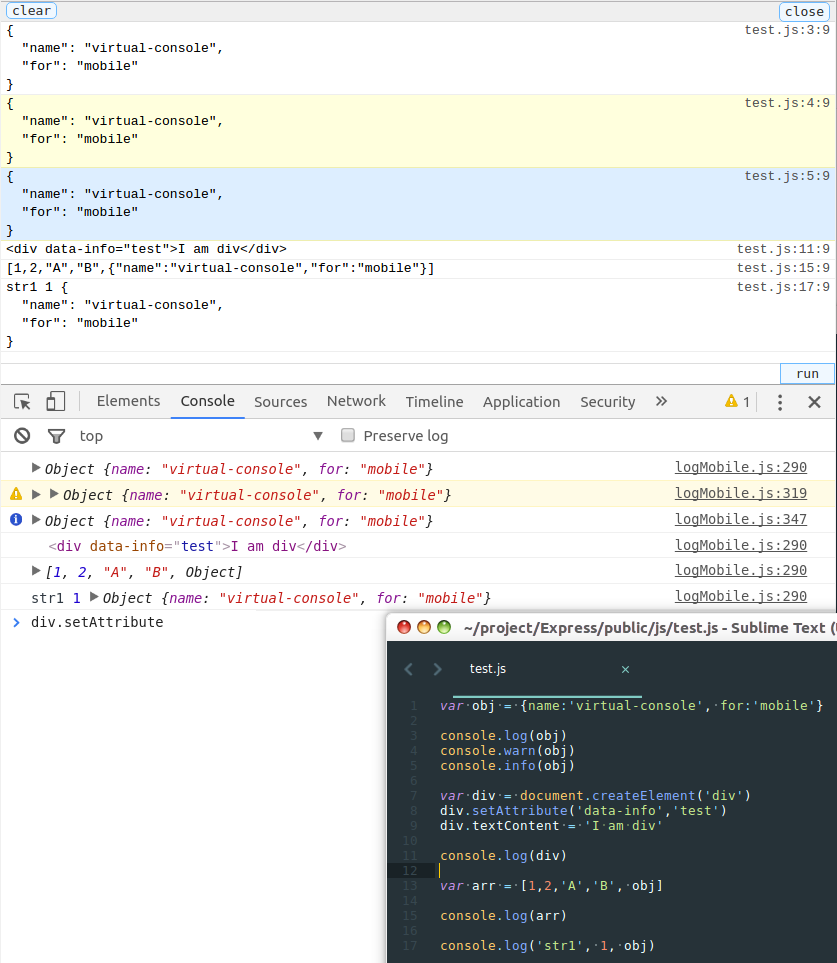 clear close
{ test.js:3:9
  "name": "virtual-console",
  "for": "mobile"
}
{ test.js:4:9
  "name": "virtual-console",
  "for": "mobile"
}
{ test.js:5:9
  "name": "virtual-console",
  "for": "mobile"
}
<div data-info="test">I am div</div> test.js:11:9
[1,2,"A","B",{"name":"virtual-console","for":"mobile"}] test.js:15:9
str1 1 { test.js:17:9
  "name": "virtual-console",
  "for": "mobile"
}
run
Elements Console Sources Network Timeline Application Security » 1
top Preserve log
Object {name: "virtual-console", for: "mobile"} logMobile.js:290
Object {name: "virtual-console", for: "mobile"} logMobile.js:319
Object {name: "virtual-console", for: "mobile"} logMobile.js:347
<div data-info="test">I am div</div> logMobile.js:290
[1, 2, "A", "B", Object] logMobile.js:290
str1 1 Object {name: "virtual-console", for: "mobile"} logMobile.js:290
> div.setAttribute
~/project/Express/public/js/test.js - Sublime Text (
test.js ×
1 var obj = {name:'virtual-console', for:'mobile'}
2
3 console.log(obj)
4 console.warn(obj)
5 console.info(obj)
6
7 var div = document.createElement('div')
8 div.setAttribute('data-info','test')
9 div.textContent = 'I am div'
10
11 console.log(div)
12
13 var arr = [1,2,'A','B', obj]
14
15 console.log(arr)
16
17 console.log('str1', 1, obj)